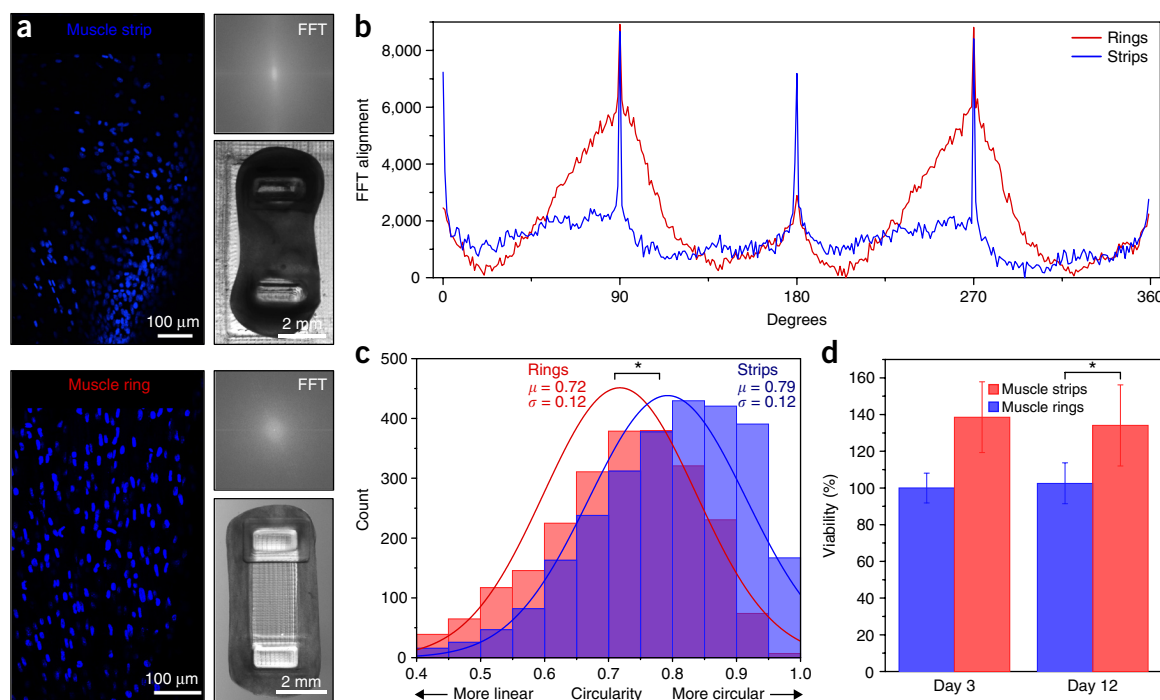 a
Muscle strip
FFT
100 µm
2 mm
Muscle ring
FFT
100 µm
2 mm
b
Rings
Strips
8,000
6,000
4,000
2,000
0
FFT alignment
0 90 180 270 360
Degrees
c
500
400
300
200
100
0
Count
Rings
μ = 0.72
σ = 0.12
*
Strips
μ = 0.79
σ = 0.12
0.4 0.5 0.6 0.7 0.8 0.9 1.0
More linear Circularity More circular
d
160
140
120
100
80
60
40
20
0
Viability (%)
*
Muscle strips
Muscle rings
Day 3 Day 12